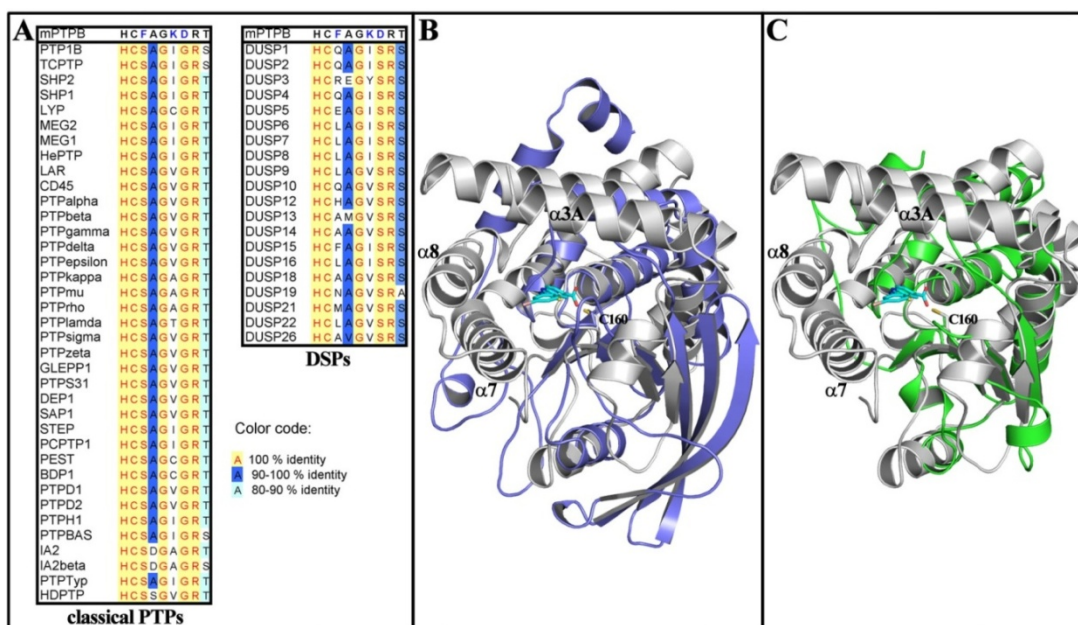 A
mPTPB H C F A G K D R T
PTP1B H C S A G I G R S
TCPTP H C S A G I G R S
SHP2 H C S A G I G R T
SHP1 H C S A G I G R T
LYP H C S A G C G R T
MEG2 H C S A G I G R T
MEG1 H C S A G I G R T
HePTP H C S A G I G R T
LAR H C S A G V G R T
CD45 H C S A G V G R T
PTPalpha H C S A G V G R T
PTPbeta H C S A G V G R T
PTPgamma H C S A G V G R T
PTPdelta H C S A G V G R T
PTPepsilon H C S A G V G R T
PTPkappa H C S A G A G R T
PTPmu H C S A G A G R T
PTPrho H C S A G A G R T
PTPlamda H C S A G T G R T
PTPsigma H C S A G V G R T
PTPzeta H C S A G V G R T
GLEPP1 H C S A G V G R T
PTPS31 H C S A G V G R T
DEP1 H C S A G V G R T
SAP1 H C S A G V G R T
STEP H C S A G I G R T
PCPTP1 H C S A G I G R T
PEST H C S A G C G R T
BDP1 H C S A G C G R T
PTPD1 H C S A G V G R T
PTPD2 H C S A G V G R T
PTPH1 H C S A G I G R T
PTPBAS H C S A G I G R S
IA2 H C S D G A G R T
IA2beta H C S D G A G R S
PTPTyp H C S A G I G R T
HDPTP H C S S G V G R T
classical PTPs
mPTPB H C F A G K D R T
DUSP1 H C Q A G I S R S
DUSP2 H C Q A G I S R S
DUSP3 H C R E G Y S R S
DUSP4 H C Q A G I S R S
DUSP5 H C E A G I S R S
DUSP6 H C L A G I S R S
DUSP7 H C L A G I S R S
DUSP8 H C L A G I S R S
DUSP9 H C L A G V S R S
DUSP10 H C Q A G V S R S
DUSP12 H C H A G V S R S
DUSP13 H C A M G V S R S
DUSP14 H C A A G V S R S
DUSP15 H C F A G I S R S
DUSP16 H C L A G I S R S
DUSP18 H C A A G V S R S
DUSP19 H C N A G V S R A
DUSP21 H C M A G V S R S
DUSP22 H C L A G V S R S
DUSP26 H C A V G V S R S
DSPs
Color code:
A 100 % identity
A 90-100 % identity
A 80-90 % identity
B
α3A
α8
C160
α7
C
α3A
α8
C160
α7